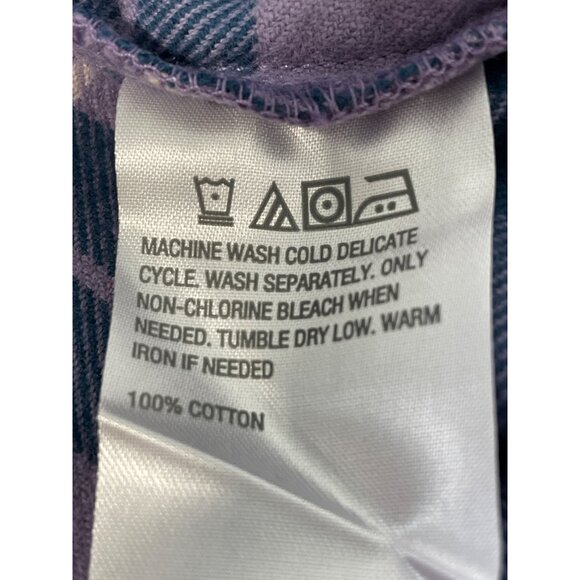 MACHINE WASH COLD DELICATE
CYCLE. WASH SEPARATELY. ONLY
NON-CHLORINE BLEACH WHEN
NEEDED. TUMBLE DRY LOW. WARM
IRON IF NEEDED
100% COTTON